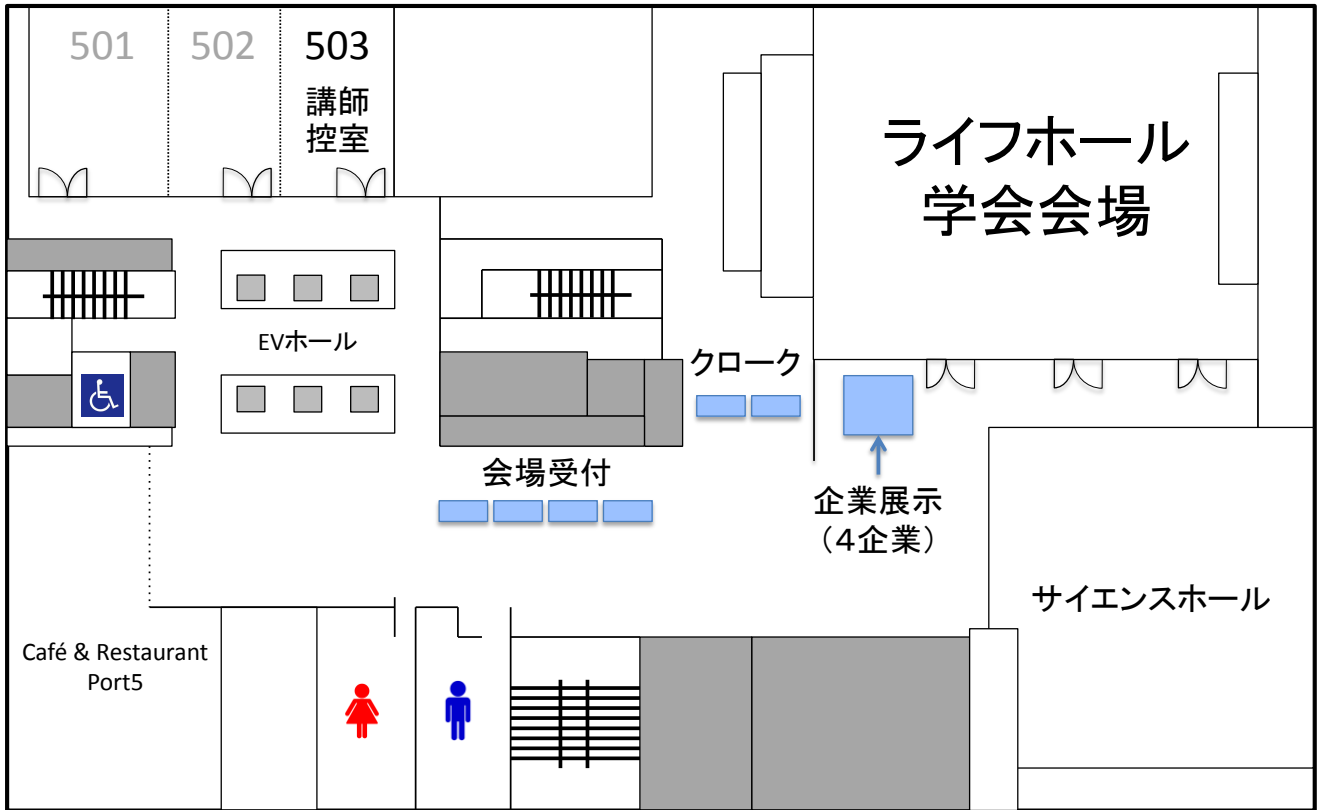 501
502
503
講師
控室
ライフホール
学会会場
EVホール
クローク
会場受付
企業展示
（４企業）
サイエンスホール
Café & Restaurant
Port5